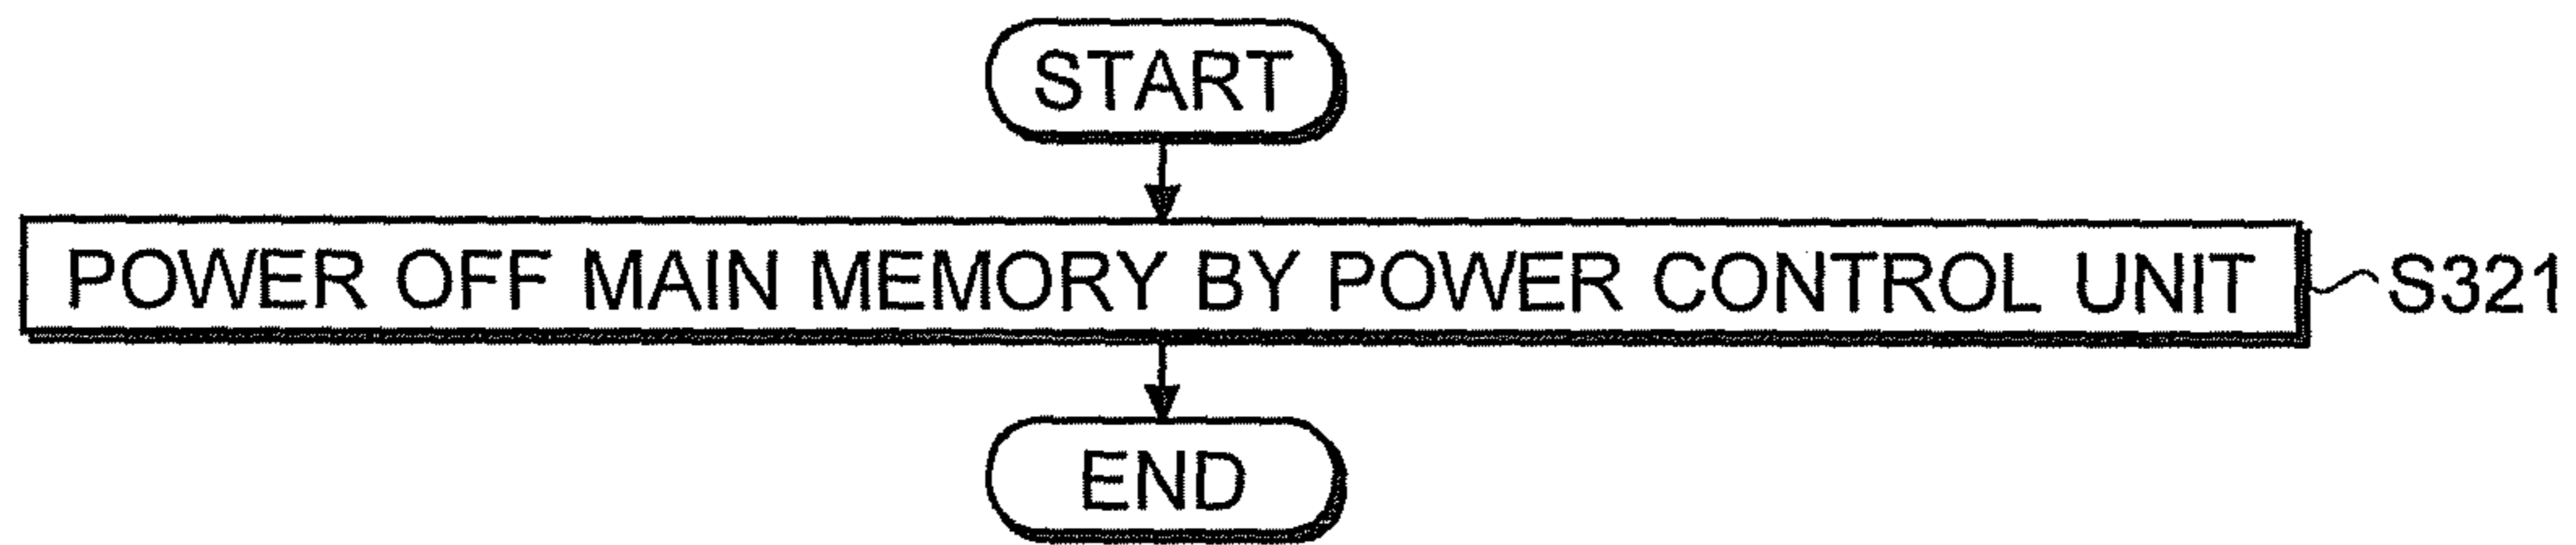 START
POWER OFF MAIN MEMORY BY POWER CONTROL UNIT
S321
END